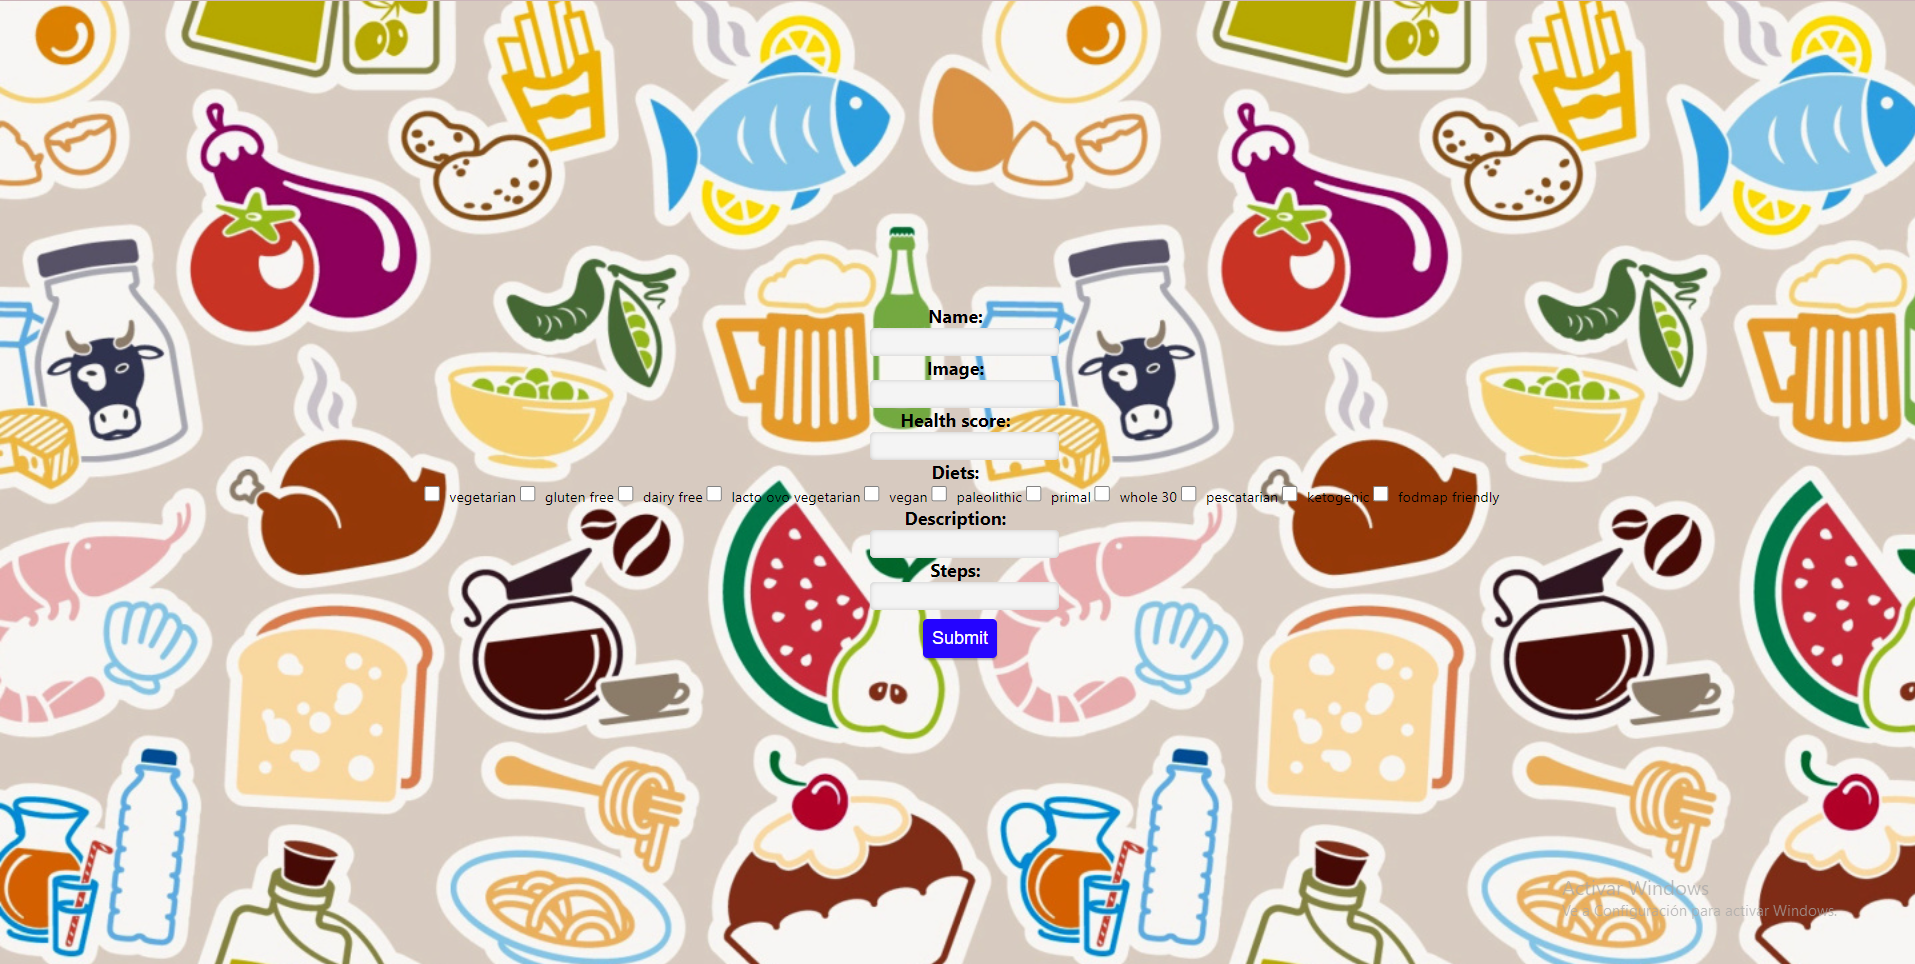 Name:
Image:
Health score:
Diets:
vegetarian gluten free dairy free lacto ovo vegetarian vegan paleolithic primal whole 30 pescatarian ketogenic fodmap friendly
Description:
Steps:
Submit
Activar Windows
Ve a Configuración para activar Windows.